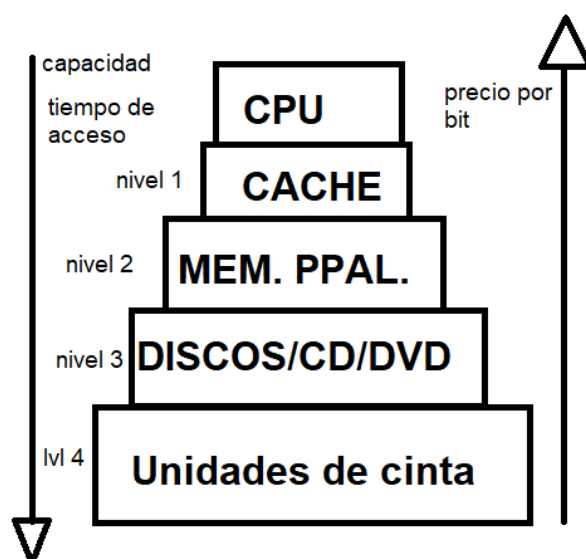 capacidad
tiempo de
acceso
precio por
bit
CPU
nivel 1
CACHE
nivel 2
MEM. PPAL.
nivel 3
DISCOS/CD/DVD
lvl 4
Unidades de cinta